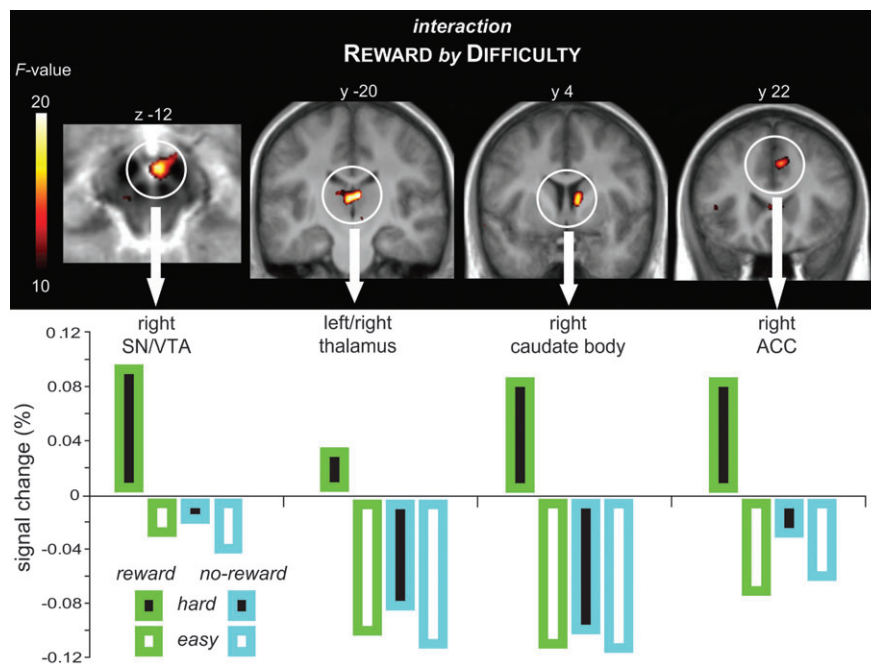 interaction
REWARD by DIFFICULTY
F-value
20
10
z -12
y -20
y 4
y 22
right
SN/VTA
left/right
thalamus
right
caudate body
right
ACC
signal change (%)
0.12
0.08
0.04
0
-0.04
-0.08
-0.12
reward no-reward
hard
easy